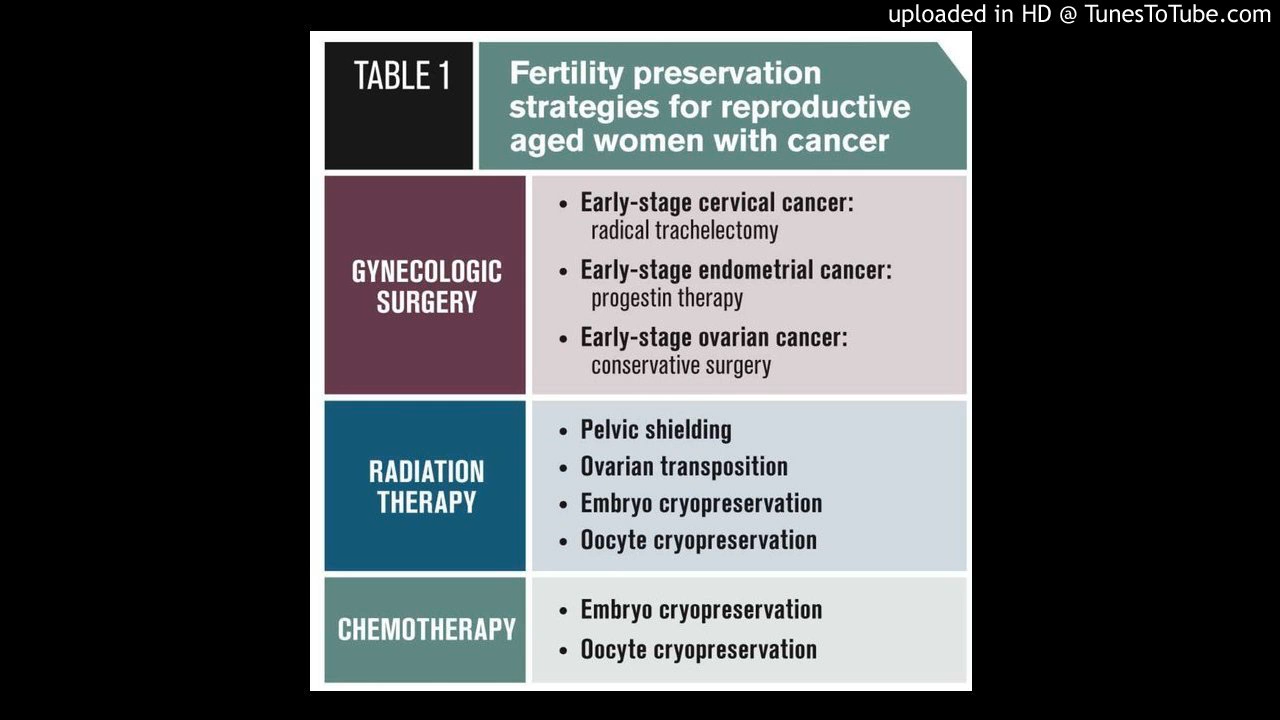 uploaded in HD @ TunesToTube.com
TABLE 1
Fertility preservation
strategies for reproductive
aged women with cancer
GYNECOLOGIC
SURGERY
• Early-stage cervical cancer:
radical trachelectomy
• Early-stage endometrial cancer:
progestin therapy
• Early-stage ovarian cancer:
conservative surgery
RADIATION
THERAPY
• Pelvic shielding
• Ovarian transposition
• Embryo cryopreservation
• Oocyte cryopreservation
CHEMOTHERAPY
• Embryo cryopreservation
• Oocyte cryopreservation